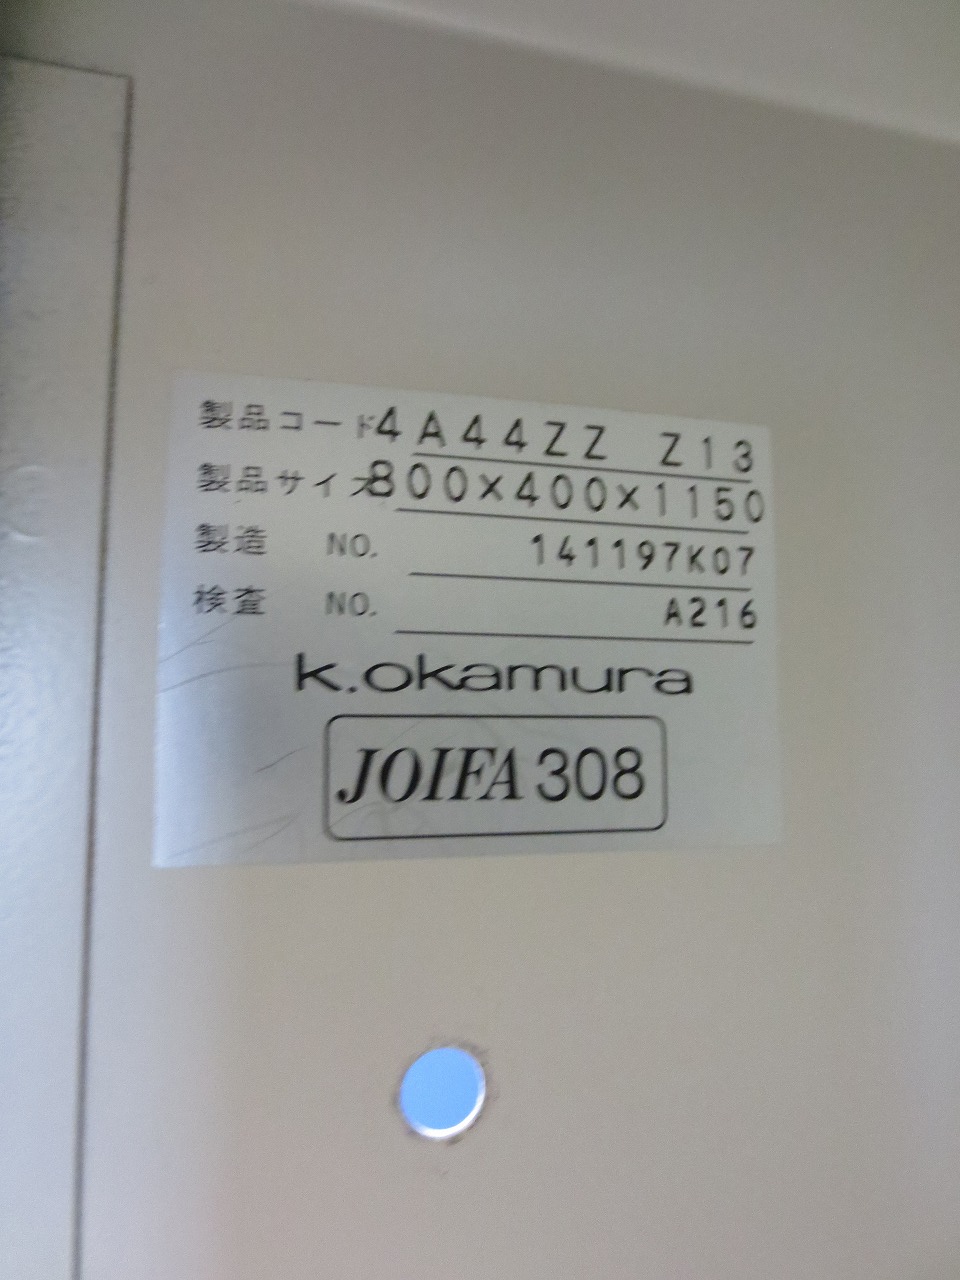 製品コード 4A44ZZ Z13
製品サイズ 800×400×1150
製造 NO. 141197K07
検査 NO. A216
k.okamura
JOIFA 308